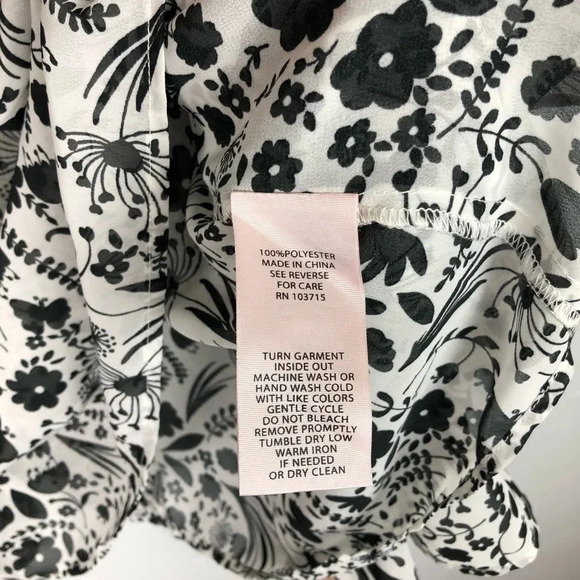 100%POLYESTER
MADE IN CHINA
SEE REVERSE
FOR CARE
RN 103715
TURN GARMENT
INSIDE OUT
MACHINE WASH OR
HAND WASH COLD
WITH LIKE COLORS
GENTLE CYCLE
DO NOT BLEACH
REMOVE PROMPTLY
TUMBLE DRY LOW
WARM IRON
IF NEEDED
OR DRY CLEAN